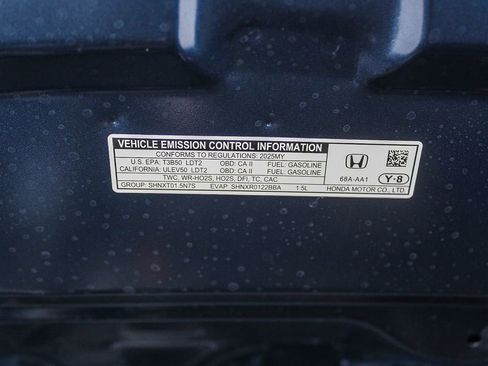 VEHICLE EMISSION CONTROL INFORMATION
CONFORMS TO REGULATIONS: 2025MY
U.S. EPA: T3B50 LDT2 OBD: CA II FUEL: GASOLINE
CALIFORNIA: ULEV50 LDT2 OBD: CA II FUEL: GASOLINE
TWC, WR-HO2S, HO2S, DFI, TC, CAC
GROUP: SHNXT01.5N7S EVAP: SHNXR0122BBA 1.5L
68A-AA1
Y-8
HONDA MOTOR CO., LTD.